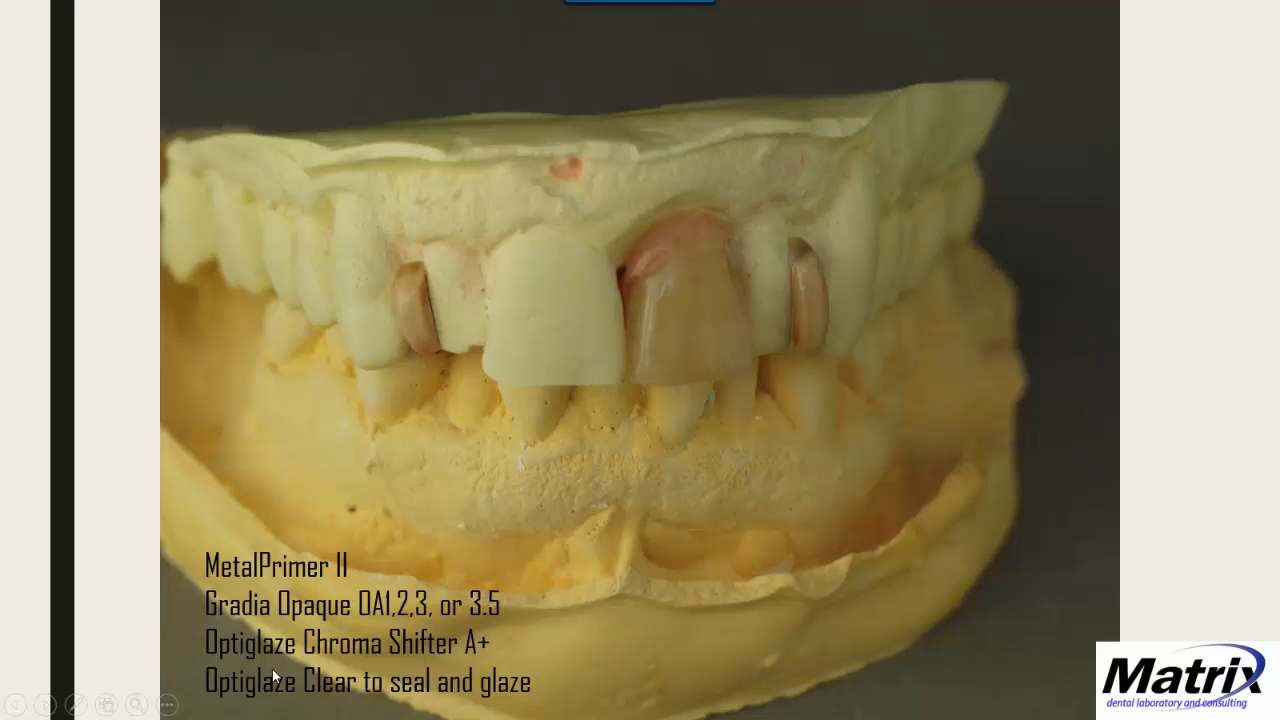 MetalPrimer II
Gradia Opaque OA1,2,3, or 3.5
Optiglaze Chroma Shifter A+
Optiglaze Clear to seal and glaze
Matrix
dental laboratory and consulting